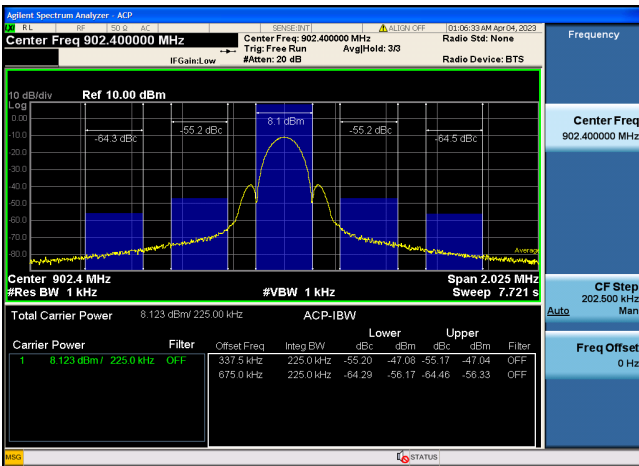 Agilent Spectrum Analyzer - ACP
RL RF 50 Ω AC SENSE:INT ALIGN OFF 01:06:33 AM Apr 04, 2023
Center Freq 902.400000 MHz
Center Freq: 902.400000 MHz
Radio Std: None
Trig: Free Run Avg|Hold: 3/3
IFGain:Low #Atten: 20 dB Radio Device: BTS
Frequency
10 dB/div Ref 10.00 dBm
Log
0.00
-10.0
-20.0
-30.0
-40.0
-50.0
-60.0
-70.0
-80.0
-64.3 dBc
-55.2 dBc
8.1 dBm
-55.2 dBc
-64.5 dBc
Average
Center 902.4 MHz Span 2.025 MHz
#Res BW 1 kHz #VBW 1 kHz Sweep 7.721 s
Total Carrier Power 8.123 dBm/ 225.00 kHz ACP-IBW
Lower Upper
Carrier Power Filter Offset Freq Integ BW dBc dBm dBc dBm Filter
1 8.123 dBm / 225.0 kHz OFF 337.5 kHz 225.0 kHz -55.20 -47.08 -55.17 -47.04 OFF
675.0 kHz 225.0 kHz -64.29 -56.17 -64.46 -56.33 OFF
Center Freq
902.400000 MHz
CF Step
202.500 kHz
Auto Man
Freq Offset
0 Hz
MSG STATUS